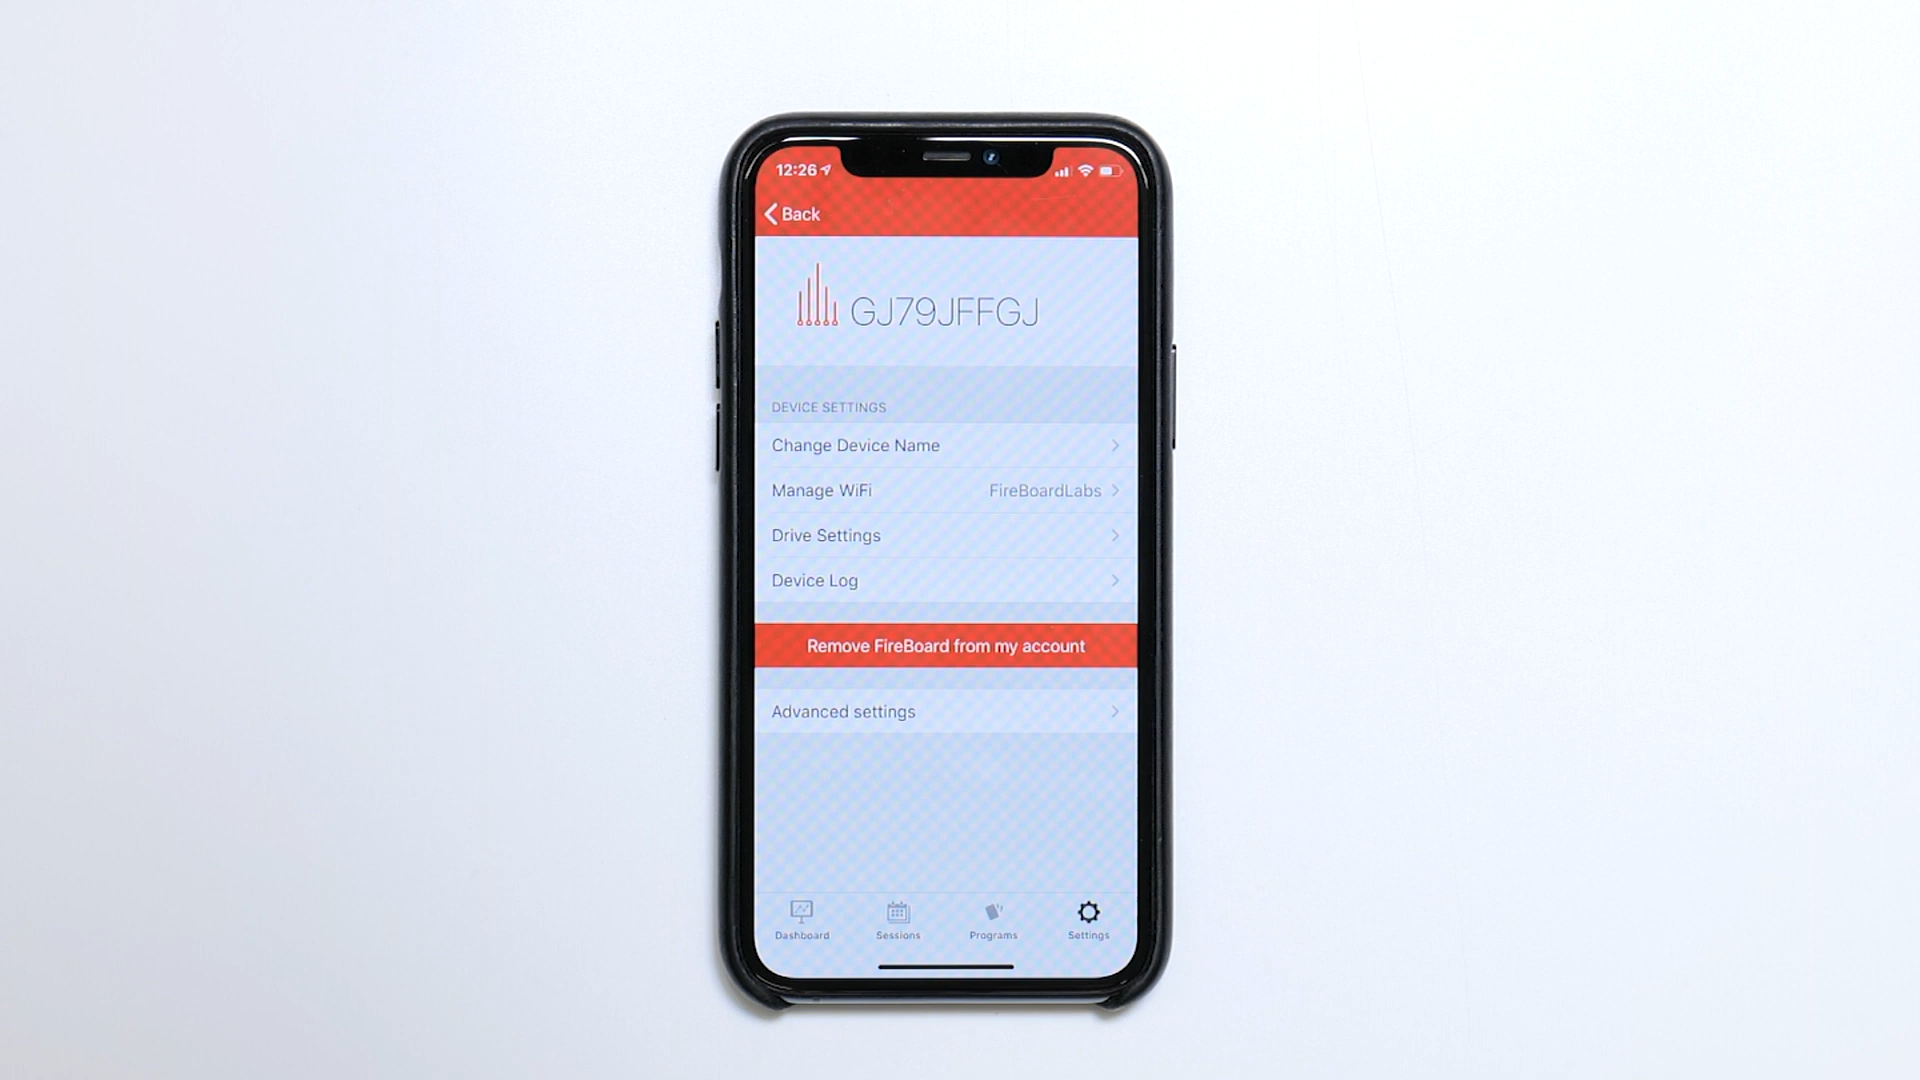 12:26
Back
GJ79JFFGJ
DEVICE SETTINGS
Change Device Name
Manage WiFi FireBoardLabs
Drive Settings
Device Log
Remove FireBoard from my account
Advanced settings
Dashboard Sessions Programs Settings